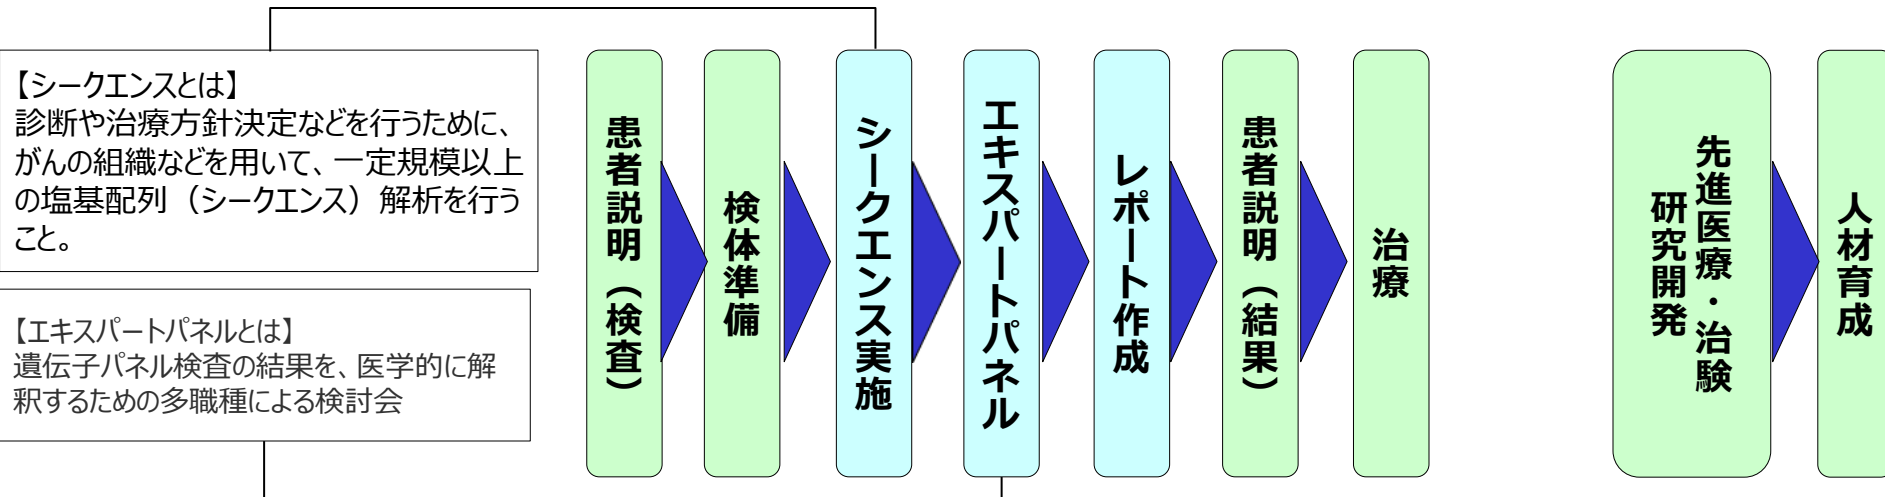 【シークエンスとは】
診断や治療方針決定などを行うために、
がんの組織などを用いて、一定規模以上
の塩基配列（シークエンス）解析を行う
こと。
【エキスパートパネルとは】
遺伝子パネル検査の結果を、医学的に解
釈するための多職種による検討会
患者説明（検査）
検体準備
シークエンス実施
エキスパートパネル
レポート作成
患者説明（結果）
治療
先進医療・治験
研究開発
人材育成